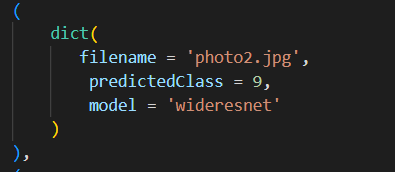 (
dict(
filename = 'photo2.jpg',
predictedClass = 9,
model = 'wideresnet'
)
),
(